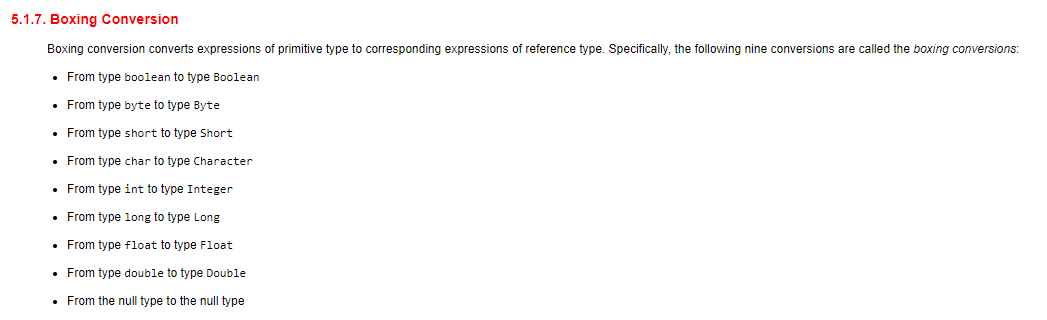 5.1.7. Boxing Conversion
Boxing conversion converts expressions of primitive type to corresponding expressions of reference type. Specifically, the following nine conversions are called the boxing conversions:
• From type boolean to type Boolean
• From type byte to type Byte
• From type short to type Short
• From type char to type Character
• From type int to type Integer
• From type long to type Long
• From type float to type Float
• From type double to type Double
• From the null type to the null type